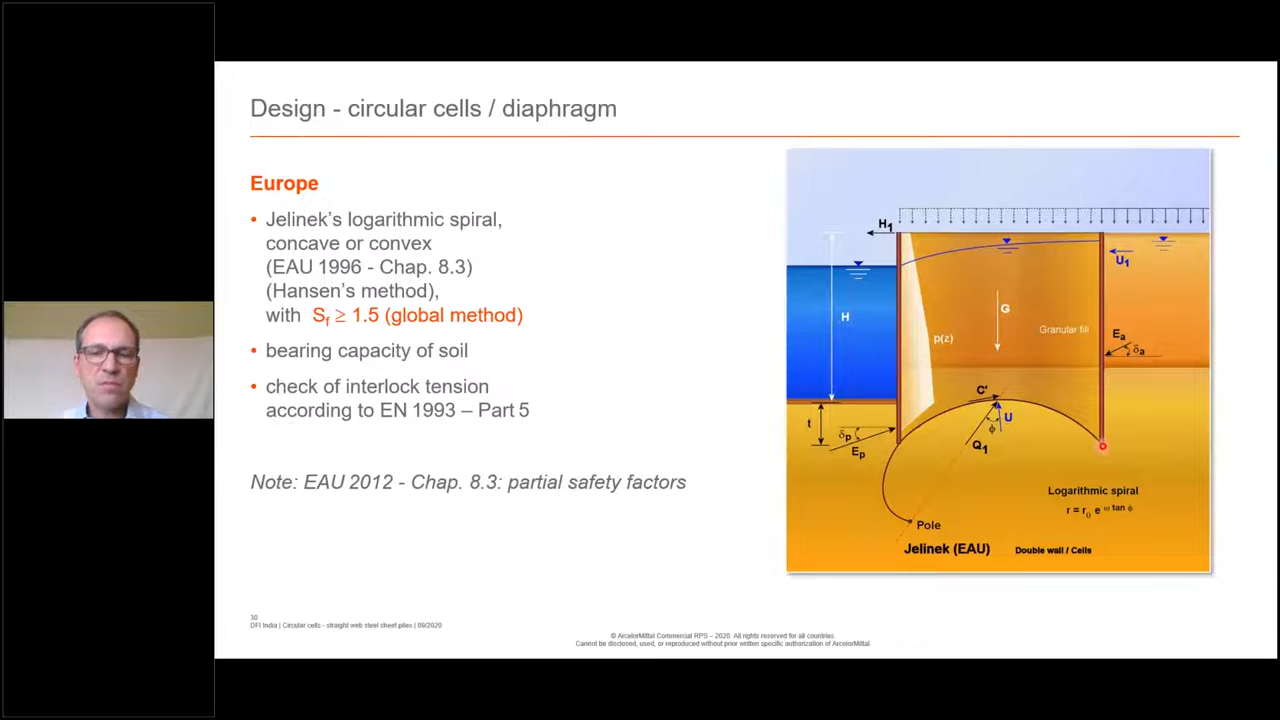 Design - circular cells / diaphragm
Europe
• Jelinek's logarithmic spiral,
concave or convex
(EAU 1996 - Chap. 8.3)
(Hansen's method),
with Sf ≥ 1.5 (global method)
• bearing capacity of soil
• check of interlock tension
according to EN 1993 – Part 5
Note: EAU 2012 - Chap. 8.3: partial safety factors
H1
U1
H
G
Granular fill
p(z)
Ea
δa
C'
t
δp
Ep
U
ϕ
Q1
Logarithmic spiral
r = r0 e ω tan ϕ
Pole
Jelinek (EAU)
Double wall / Cells
30
DFI India | Circular cells - straight web steel sheet piles | 09/2020
© ArcelorMittal Commercial RPS – 2020. All rights reserved for all countries.
Cannot be disclosed, used, or reproduced without prior written specific authorization of ArcelorMittal.